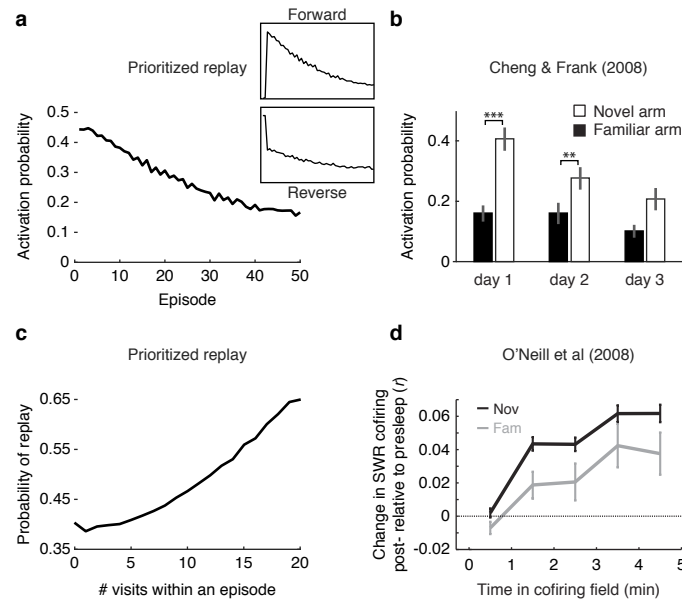 a
Forward
Prioritized replay
Reverse
Activation probability
0.5
0.4
0.3
0.2
0.1
0
0 10 20 30 40 50
Episode
b
Cheng & Frank (2008)
Novel arm
Familiar arm
Activation probability
0.4
0.2
0
***
**
day 1 day 2 day 3
c
Prioritized replay
Probability of replay
0.65
0.55
0.45
0.35
0 10 20
# visits within an episode
d
O'Neill et al (2008)
Nov
Fam
Change in SWR cofiring
post- relative to presleep (r)
0.06
0.04
0.02
0
-0.02
0 1 2 3 4 5
Time in cofiring field (min)